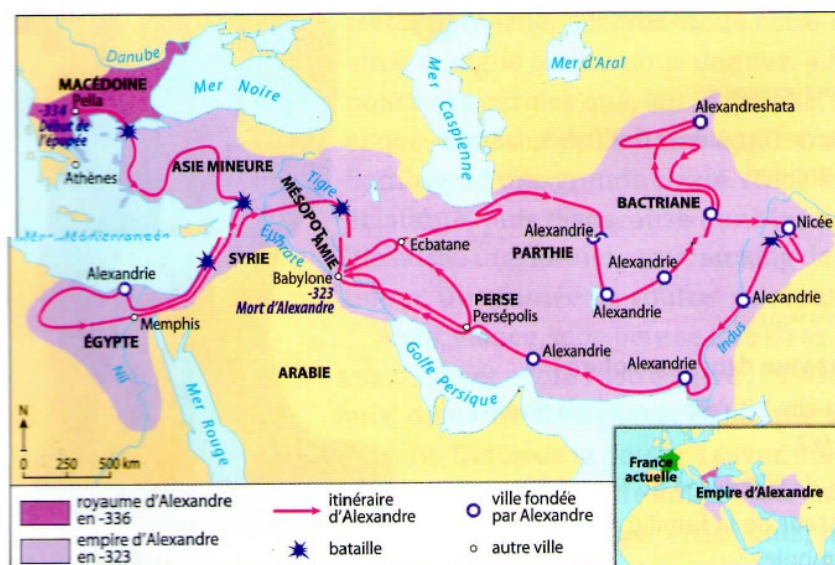 Danube
MACÉDOINE
Pella
-334
Début de
l'épopée
Athènes
Mer Noire
Mer Caspienne
Mer d'Aral
ASIE MINEURE
Mer Méditerranée
MÉSOPOTAMIE
Tigre
Euphrate
SYRIE
Babylone
-323
Mort d'Alexandre
Ecbatane
Alexandrie
Memphis
ÉGYPTE
Nil
Mer Rouge
ARABIE
Golfe Persique
PERSE
Persépolis
Alexandrie
PARTHIE
Alexandrie
Alexandrie
Alexandreshata
BACTRIANE
Nicée
Alexandrie
Indus
Alexandrie
Alexandrie
N
0 250 500 km
France
actuelle
Empire d'Alexandre
royaume d'Alexandre
en -336
empire d'Alexandre
en -323
itinéraire
d'Alexandre
bataille
ville fondée
par Alexandre
autre ville